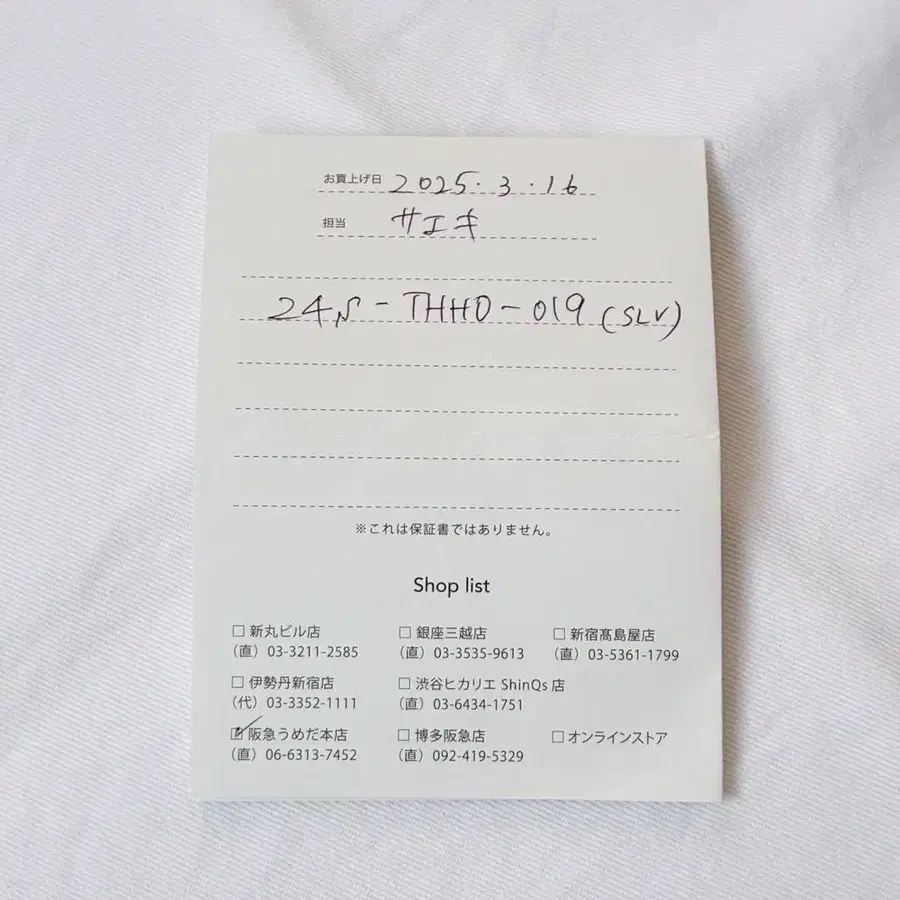 お買上げ日 2025.3.16
担当 サエキ
24S-THHO-019 (SLV)
※これは保証書ではありません。
Shop list
□ 新丸ビル店 □ 銀座三越店 □ 新宿髙島屋店
（直）03-3211-2585 （直）03-3535-9613 （直）03-5361-1799
□ 伊勢丹新宿店 □ 渋谷ヒカリエ ShinQs 店
（代）03-3352-1111 （直）03-6434-1751
☑ 阪急うめだ本店 □ 博多阪急店 □ オンラインストア
（直）06-6313-7452 （直）092-419-5329